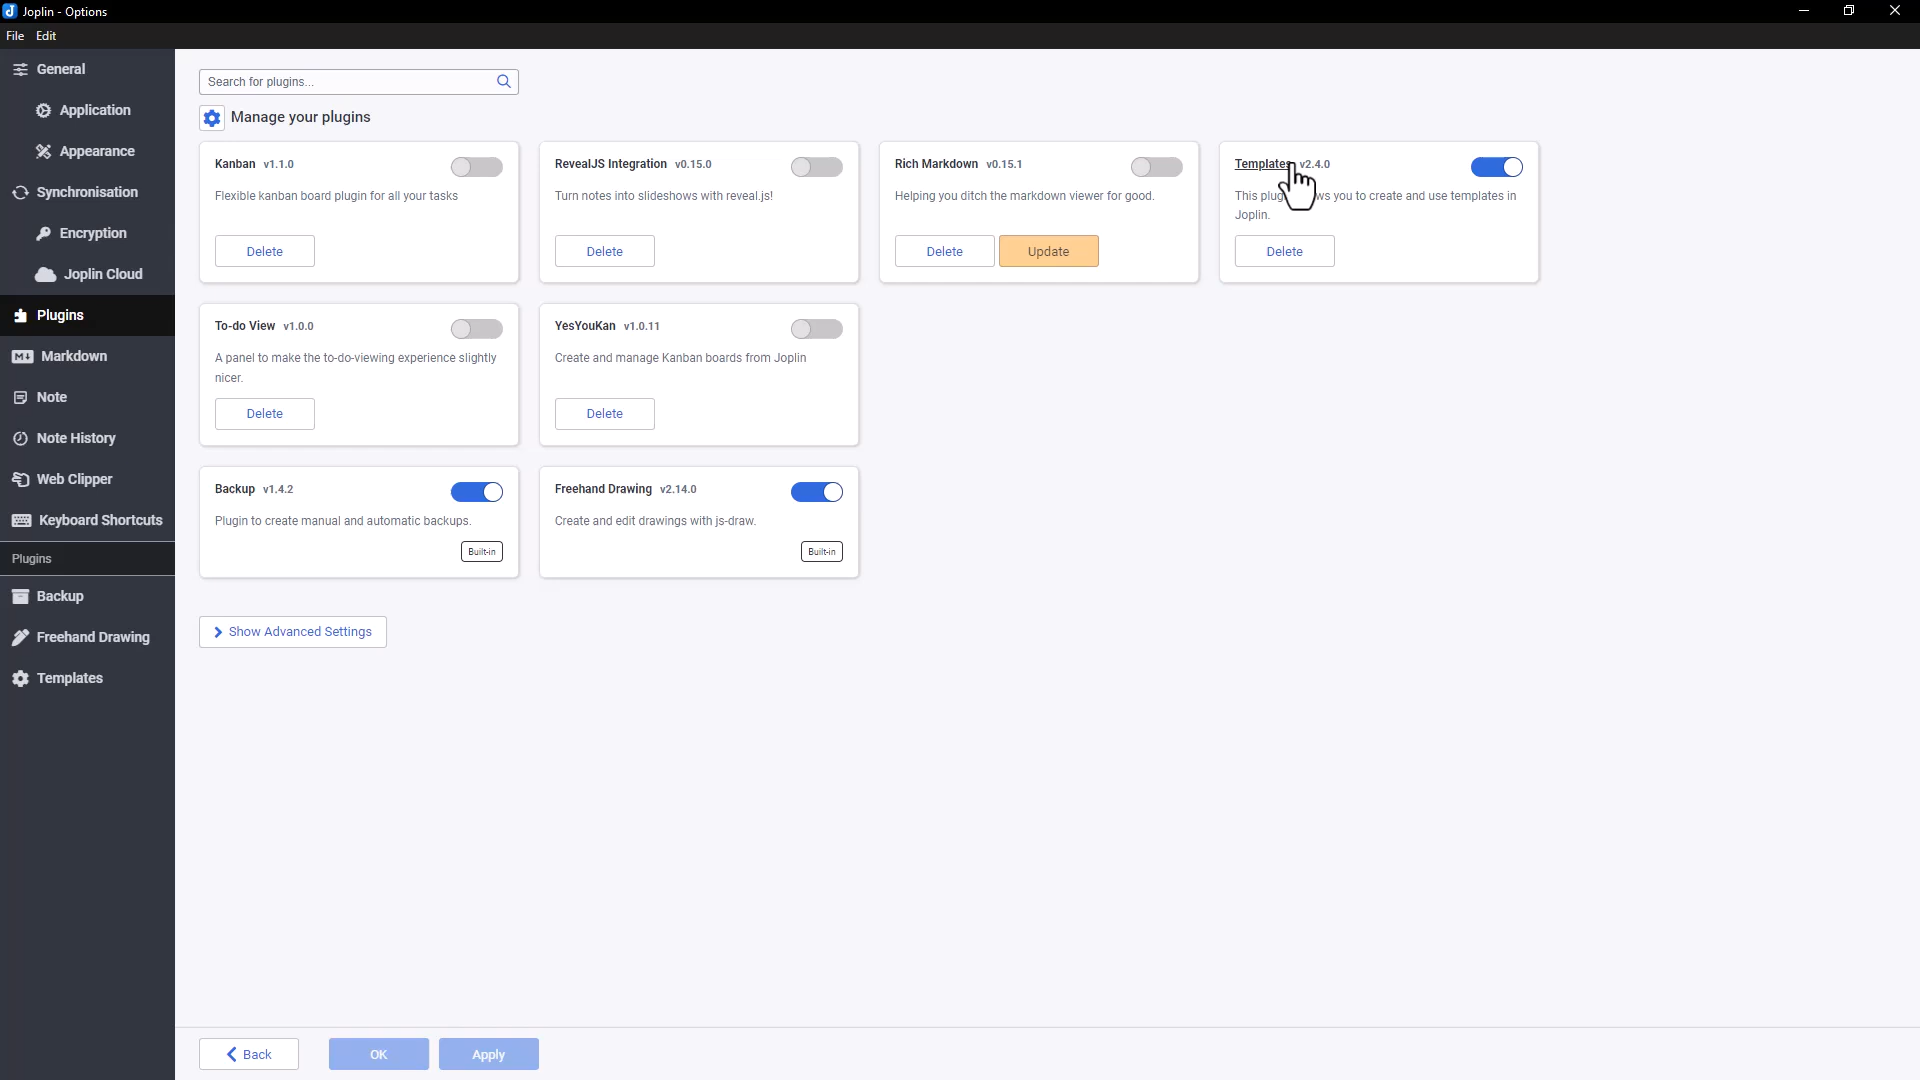 Joplin - Options
File Edit
General
Application
Appearance
Synchronisation
Encryption
Joplin Cloud
Plugins
Markdown
Note
Note History
Web Clipper
Keyboard Shortcuts
Plugins
Backup
Freehand Drawing
Templates
Search for plugins...
Manage your plugins
Kanban v1.1.0
Flexible kanban board plugin for all your tasks
Delete
RevealJS Integration v0.15.0
Turn notes into slideshows with reveal.js!
Delete
Rich Markdown v0.15.1
Helping you ditch the markdown viewer for good.
Delete Update
Templates v2.4.0
This you to create and use templates in
Joplin.
Delete
To-do View v1.0.0
A panel to make the to-do-viewing experience slightly
nicer.
Delete
YesYouKan v1.0.11
Create and manage Kanban boards from Joplin
Delete
Backup v1.4.2
Plugin to create manual and automatic backups.
Built-in
Freehand Drawing v2.14.0
Create and edit drawings with js-draw.
Built-in
Show Advanced Settings
Back OK Apply